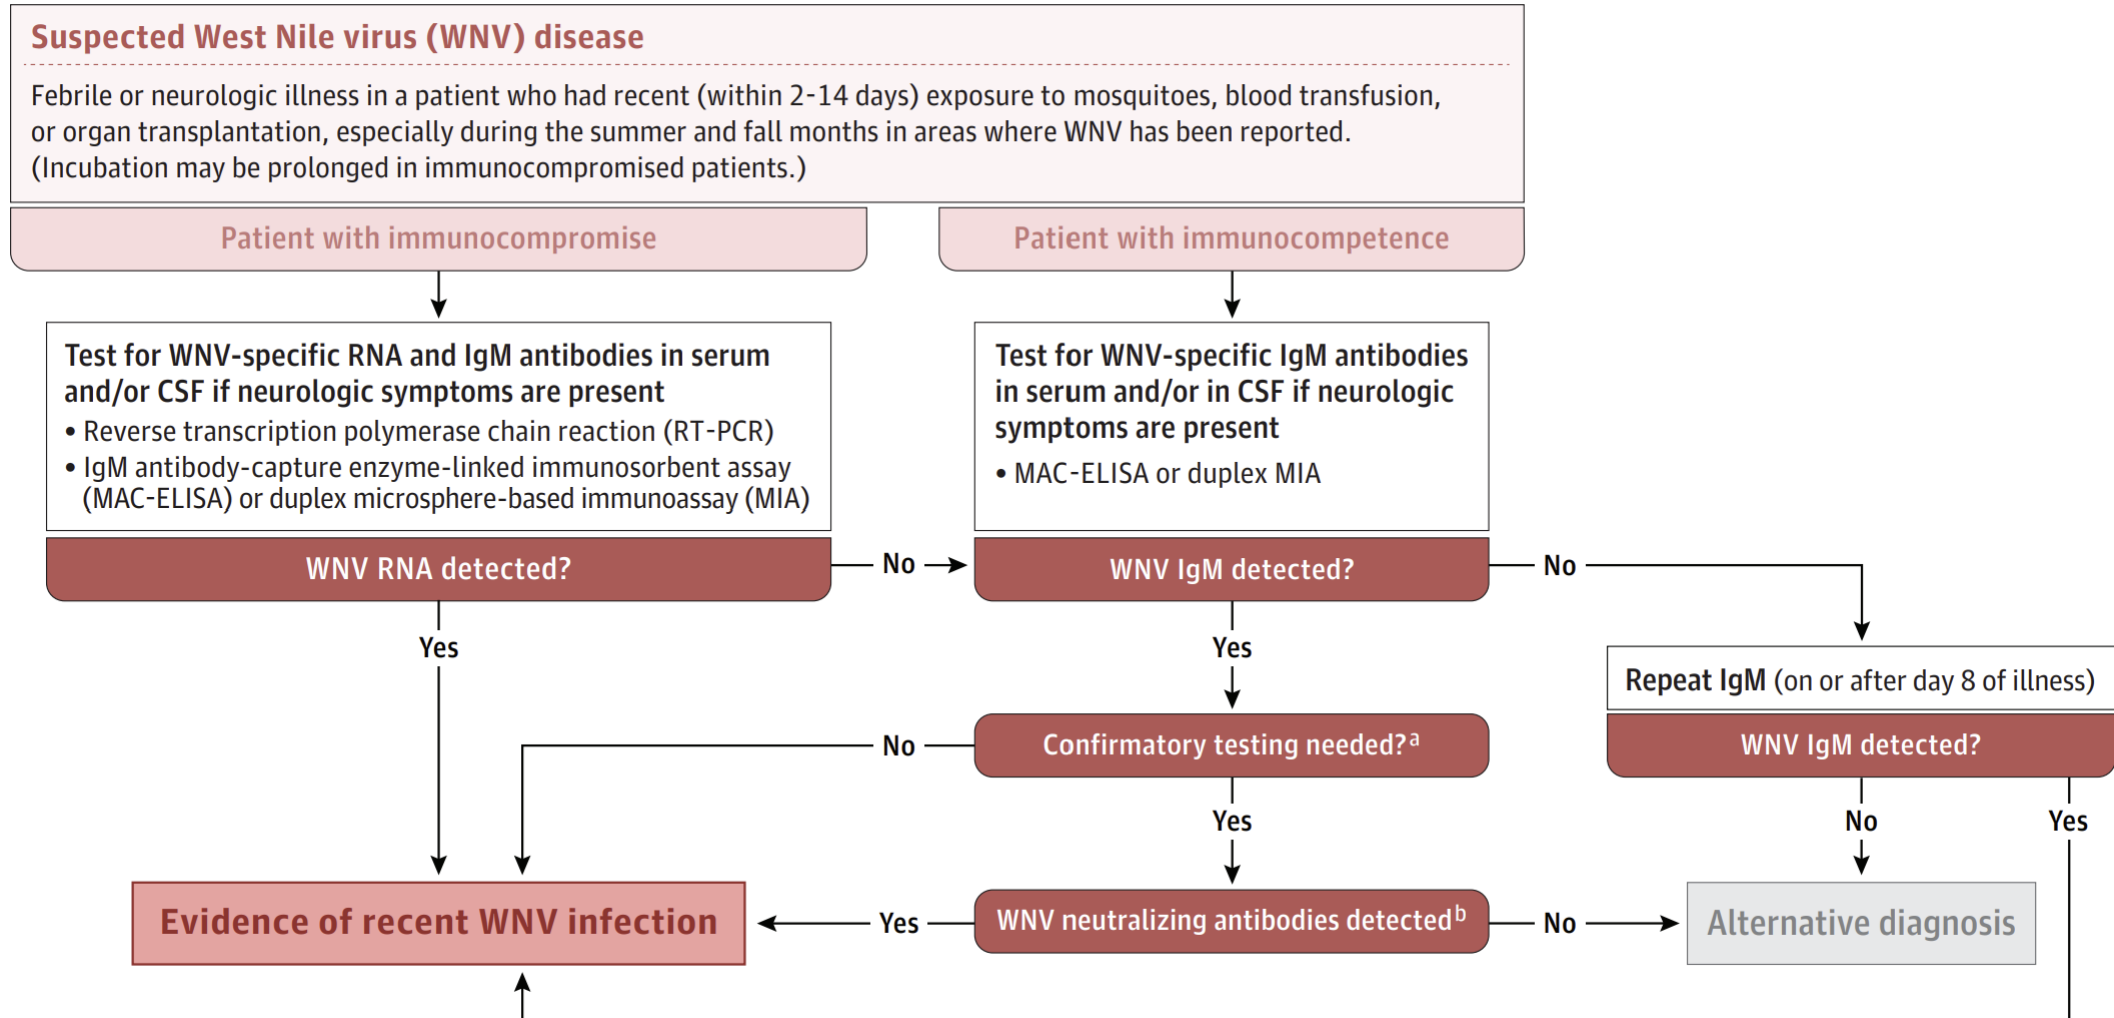 Suspected West Nile virus (WNV) disease
Febrile or neurologic illness in a patient who had recent (within 2-14 days) exposure to mosquitoes, blood transfusion,
or organ transplantation, especially during the summer and fall months in areas where WNV has been reported.
(Incubation may be prolonged in immunocompromised patients.)
Patient with immunocompromise
Patient with immunocompetence
Test for WNV-specific RNA and IgM antibodies in serum
and/or CSF if neurologic symptoms are present
• Reverse transcription polymerase chain reaction (RT-PCR)
• IgM antibody-capture enzyme-linked immunosorbent assay
(MAC-ELISA) or duplex microsphere-based immunoassay (MIA)
Test for WNV-specific IgM antibodies
in serum and/or in CSF if neurologic
symptoms are present
• MAC-ELISA or duplex MIA
WNV RNA detected?
No
WNV IgM detected?
No
Yes
Yes
Repeat IgM (on or after day 8 of illness)
WNV IgM detected?
No
Confirmatory testing needed?a
Yes
No
Yes
Evidence of recent WNV infection
Yes
WNV neutralizing antibodies detectedb
No
Alternative diagnosis